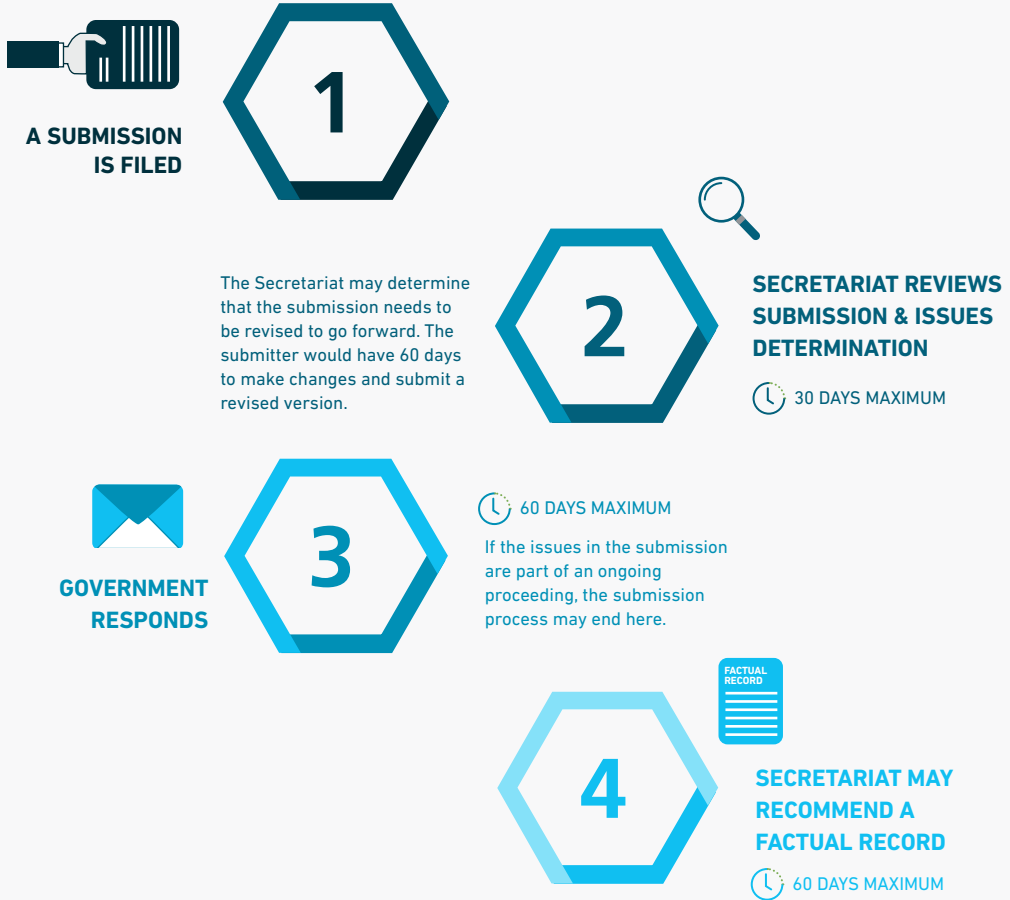 1
A SUBMISSION
IS FILED
2
SECRETARIAT REVIEWS
SUBMISSION & ISSUES
DETERMINATION
30 DAYS MAXIMUM
The Secretariat may determine
that the submission needs to
be revised to go forward. The
submitter would have 60 days
to make changes and submit a
revised version.
3
GOVERNMENT
RESPONDS
60 DAYS MAXIMUM
If the issues in the submission
are part of an ongoing
proceeding, the submission
process may end here.
4
FACTUAL
RECORD
SECRETARIAT MAY
RECOMMEND A
FACTUAL RECORD
60 DAYS MAXIMUM